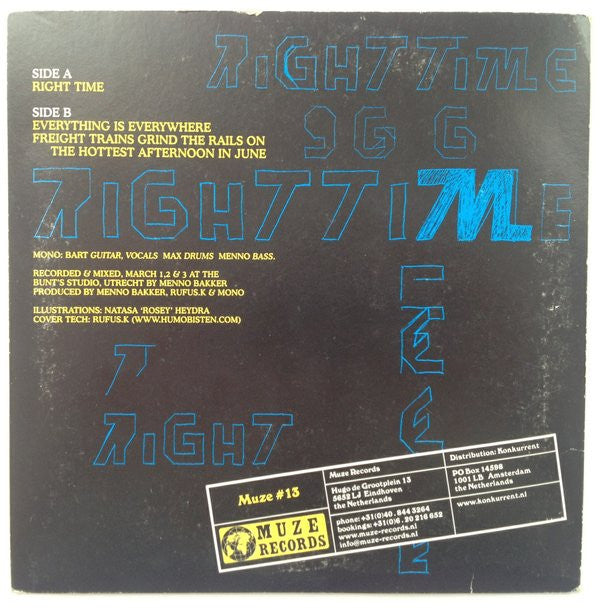 RIGHT TIME
SIDE A
RIGHT TIME
SIDE B
EVERYTHING IS EVERYWHERE
FREIGHT TRAINS GRIND THE RAILS ON
THE HOTTEST AFTERNOON IN JUNE
RIGHT TIME
MONO: BART GUITAR, VOCALS MAX DRUMS MENNO BASS.
RECORDED & MIXED, MARCH 1,2 & 3 AT THE
BUNT'S STUDIO, UTRECHT BY MENNO BAKKER
PRODUCED BY MENNO BAKKER, RUFUS.K & MONO
ILLUSTRATIONS: NATASA 'ROSEY' HEYDRA
COVER TECH: RUFUS.K (WWW.HUMOBISTEN.COM)
RIGHT
Muze #13
MUZE
RECORDS
Muze Records
Hugo de Grootplein 13
5652 LJ Eindhoven
the Netherlands
phone: +31(0)40. 844 3264
bookings: +31(0)6. 20 216 652
www.muze-records.nl
info@muze-records.nl
Distribution: Konkurrent
PO Box 14598
1001 LB Amsterdam
the Netherlands
www.konkurrent.nl